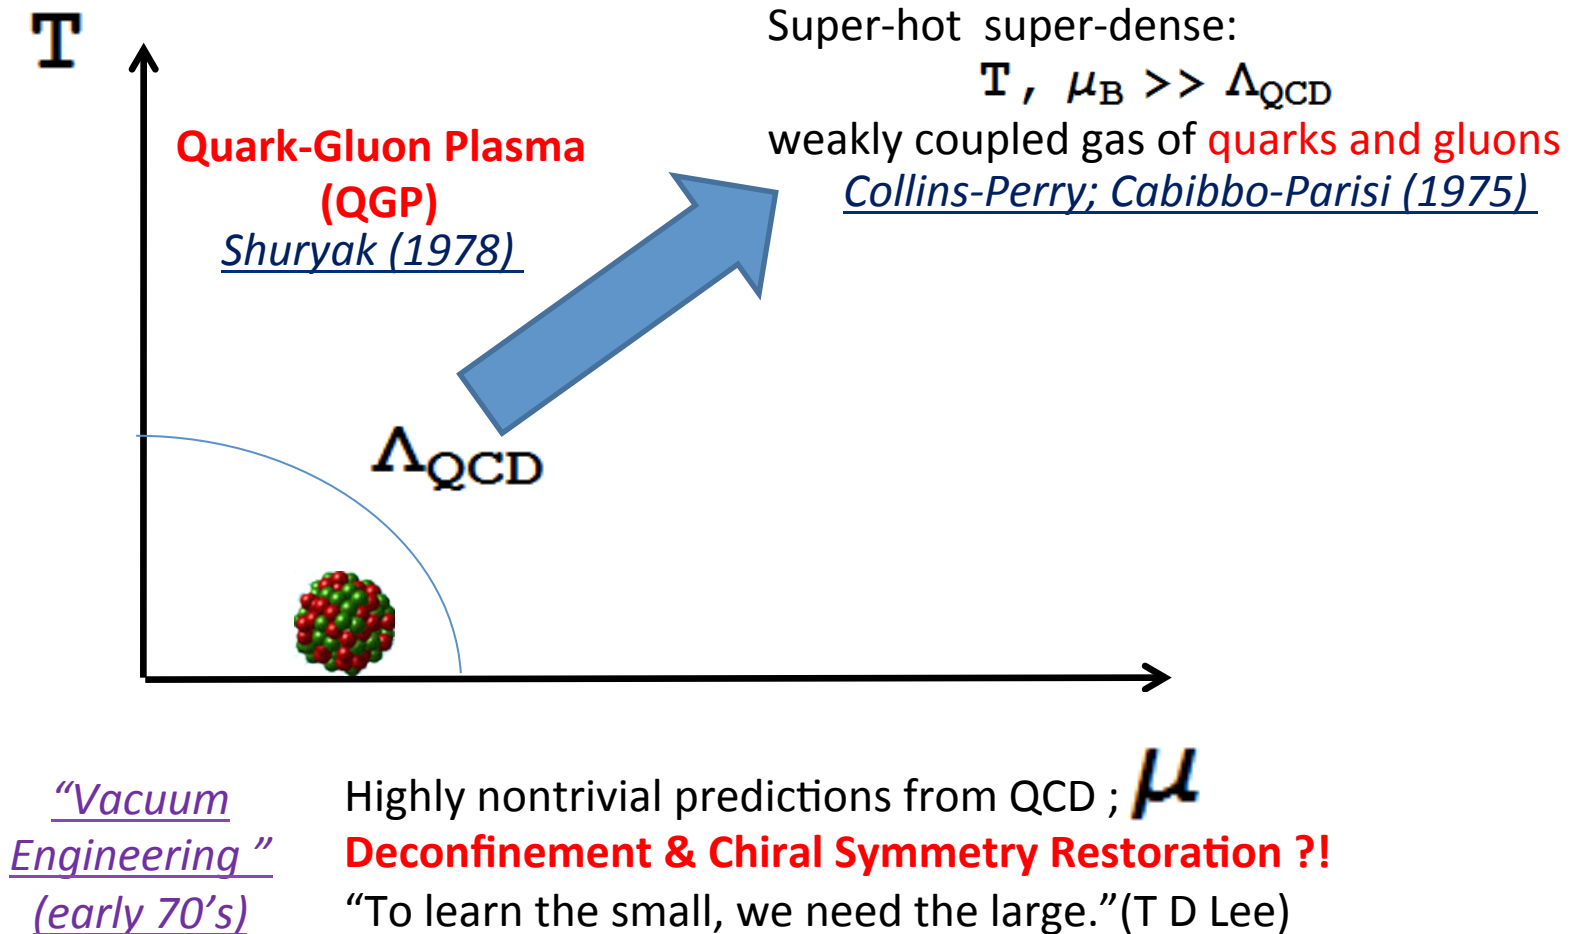 T
Super-hot super-dense:
T, μB >> ΛQCD
weakly coupled gas of quarks and gluons
Collins-Perry; Cabibbo-Parisi (1975)
Quark-Gluon Plasma
(QGP)
Shuryak (1978)
ΛQCD
μ
“Vacuum
Engineering ”
(early 70’s)
Highly nontrivial predictions from QCD ;
Deconfinement & Chiral Symmetry Restoration ?!
“To learn the small, we need the large.”(T D Lee)